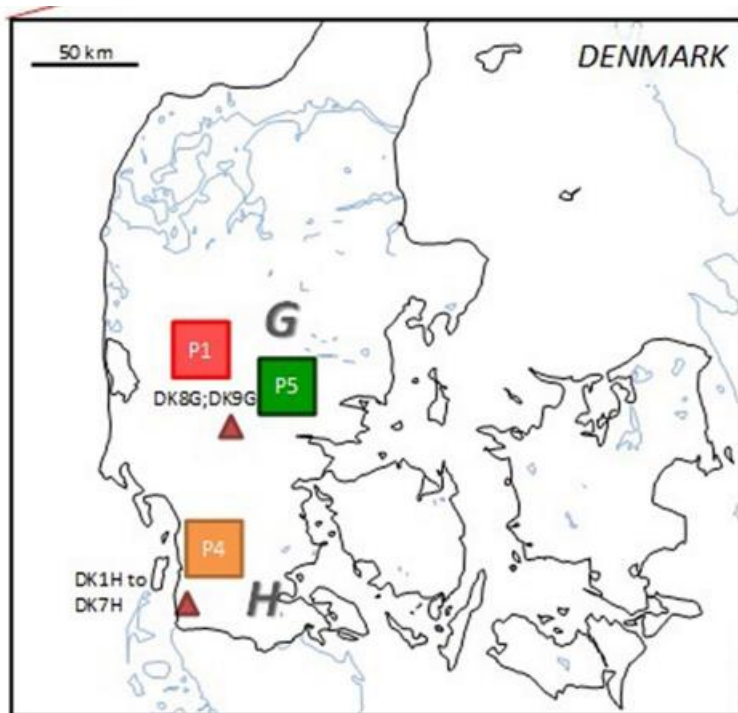 50 km
DENMARK
G
P1
P5
DK8G;DK9G
P4
DK1H to
DK7H
H